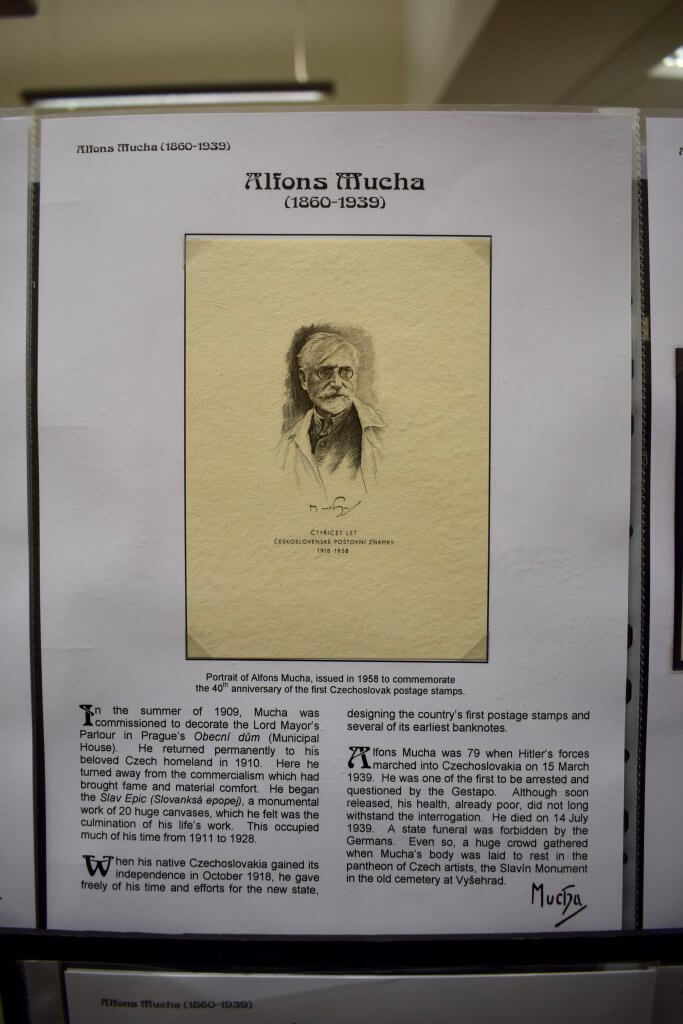 Alfons Mucha (1860-1939)
Alfons Mucha
(1860-1939)
Mucha
ČTYŘICET LET
ČESKOSLOVENSKÉ POŠTOVNÍ ZNÁMKY
1918-1958
Portrait of Alfons Mucha, issued in 1958 to commemorate
the 40th anniversary of the first Czechoslovak postage stamps.
In the summer of 1909, Mucha was
commissioned to decorate the Lord Mayor's
Parlour in Prague's Obecní dům (Municipal
House). He returned permanently to his
beloved Czech homeland in 1910. Here he
turned away from the commercialism which had
brought fame and material comfort. He began
the Slav Epic (Slovanksá epopej), a monumental
work of 20 huge canvases, which he felt was the
culmination of his life's work. This occupied
much of his time from 1911 to 1928.
When his native Czechoslovakia gained its
independence in October 1918, he gave
freely of his time and efforts for the new state,
designing the country's first postage stamps and
several of its earliest banknotes.
Alfons Mucha was 79 when Hitler's forces
marched into Czechoslovakia on 15 March
1939. He was one of the first to be arrested and
questioned by the Gestapo. Although soon
released, his health, already poor, did not long
withstand the interrogation. He died on 14 July
1939. A state funeral was forbidden by the
Germans. Even so, a huge crowd gathered
when Mucha's body was laid to rest in the
pantheon of Czech artists, the Slavín Monument
in the old cemetery at Vyšehrad.
Mucha
Alfons Mucha (1860-1939)